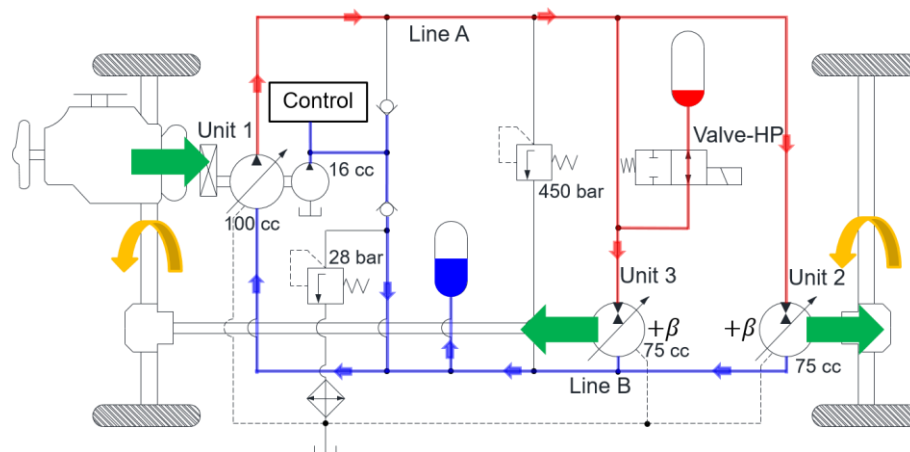 Line A
Control
Unit 1
Valve-HP
16 cc
450 bar
100 cc
28 bar
Unit 3
Unit 2
+β
+β
75 cc
75 cc
Line B